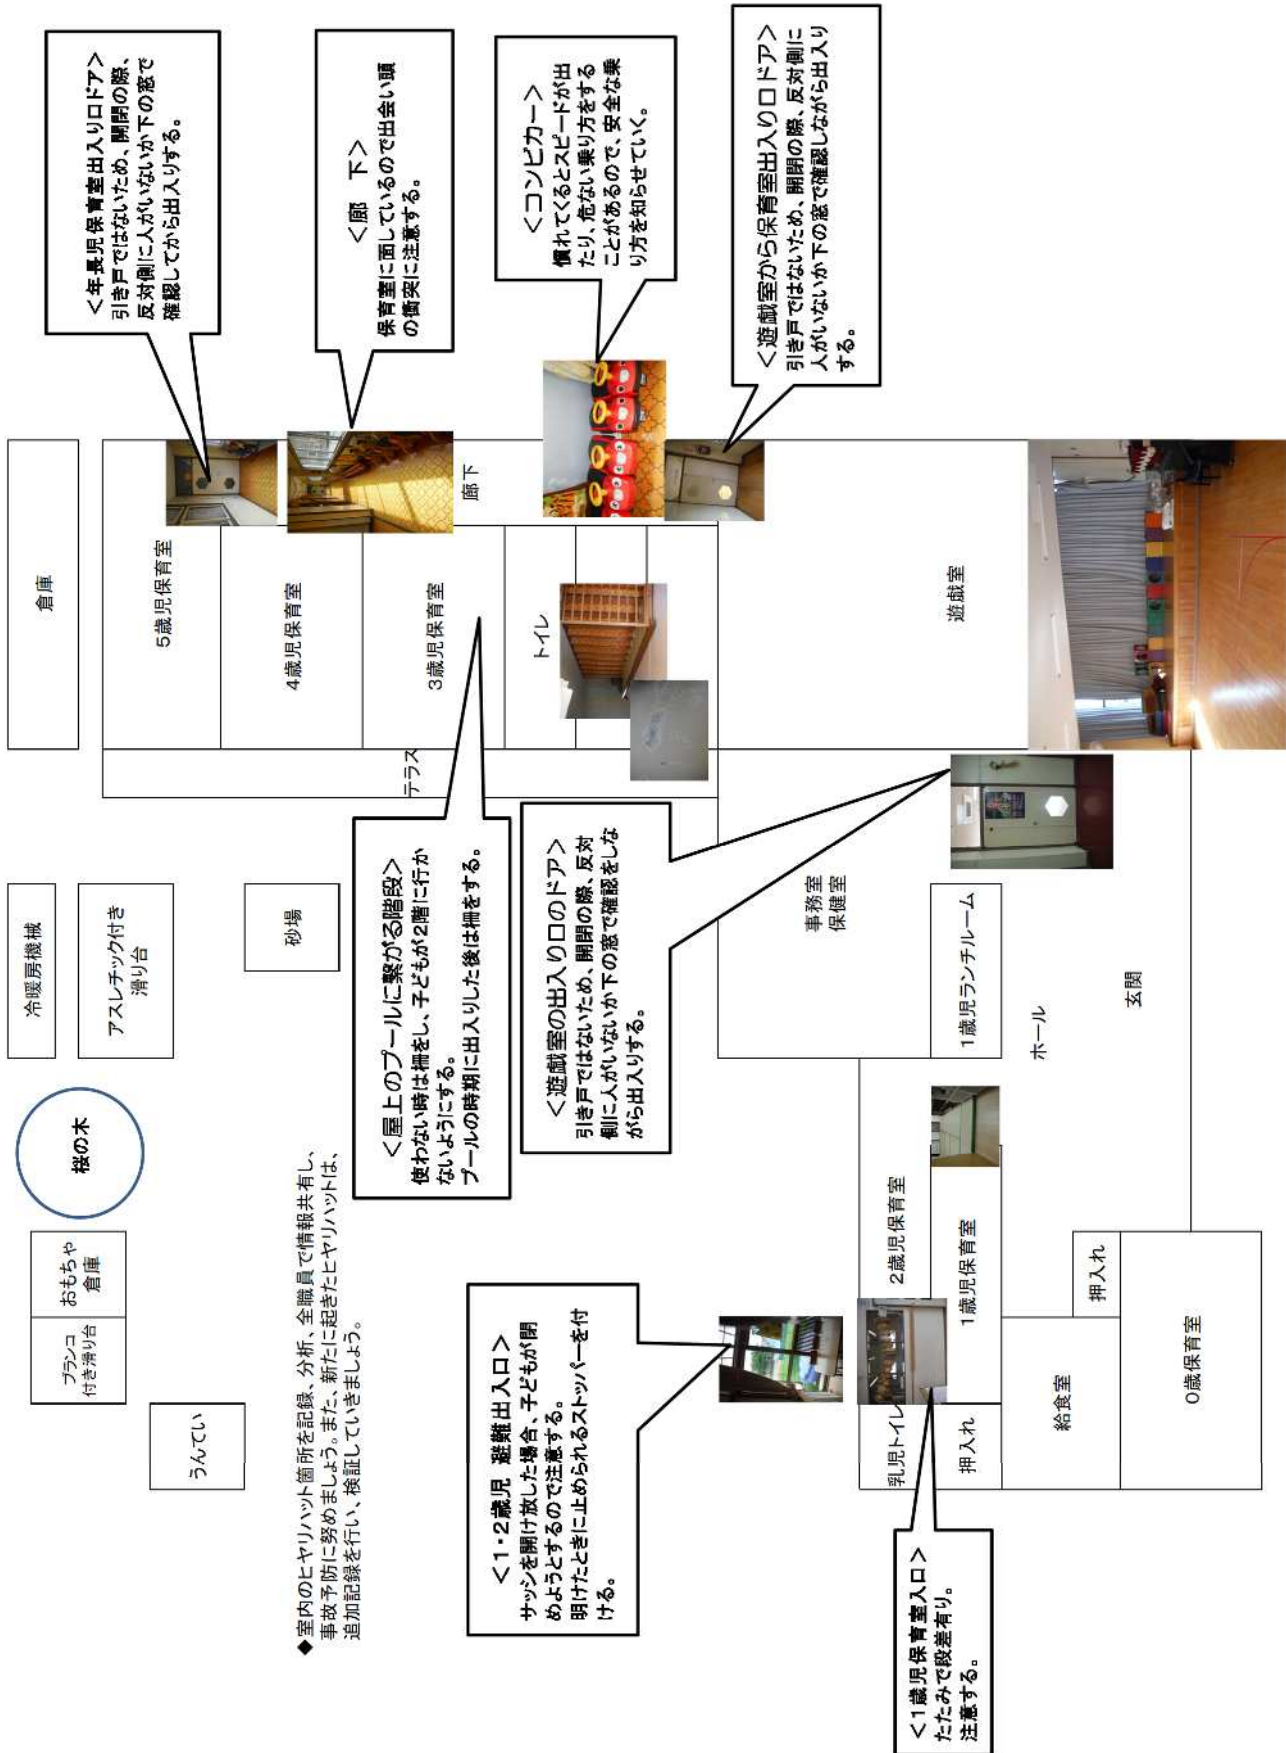 倉庫
冷暖房機械
アスレチック付き
滑り台
桜の木
おもちゃ
倉庫
ブランコ
付き滑り台
うんてい
砂場
◆室内のヒヤリハット箇所を記録、分析、全職員で情報共有し、
事故予防に努めましょう。また、新たに起きたヒヤリハットは、
追加記録を行い、検証していきましょう。
＜年長児保育室出入り口ドア＞
引き戸ではないため、開閉の際、
反対側に人がいないか下の窓で
確認してから出入りする。
＜廊　下＞
保育室に面しているので出会い頭
の衝突に注意する。
＜コンビカー＞
慣れてくるとスピードが出
たり、危ない乗り方をする
ことがあるので、安全な乗
り方を知らせていく。
＜遊戯室から保育室出入り口ドア＞
引き戸ではないため、開閉の際、反対側に
人がいないか下の窓で確認しながら出入り
する。
5歳児保育室
4歳児保育室
3歳児保育室
トイレ
廊下
テラス
遊戯室
＜屋上のプールに繋がる階段＞
使わない時は柵をし、子どもが２階に行か
ないようにする。
プールの時期に出入りした後は柵をする。
＜遊戯室の出入り口のドア＞
引き戸ではないため、開閉の際、反対
側に人がいないか下の窓で確認をしな
がら出入りする。
＜１・２歳児　避難出入口＞
サッシを開け放した場合、子どもが閉
めようとするので注意する。
明けたときに止められるストッパーを付
ける。
事務室
保健室
1歳児ランチルーム
ホール
玄関
2歳児保育室
1歳児保育室
乳児トイレ
押入れ
給食室
押入れ
0歳保育室
＜１歳児保育室入口＞
たたみで段差有り。
注意する。